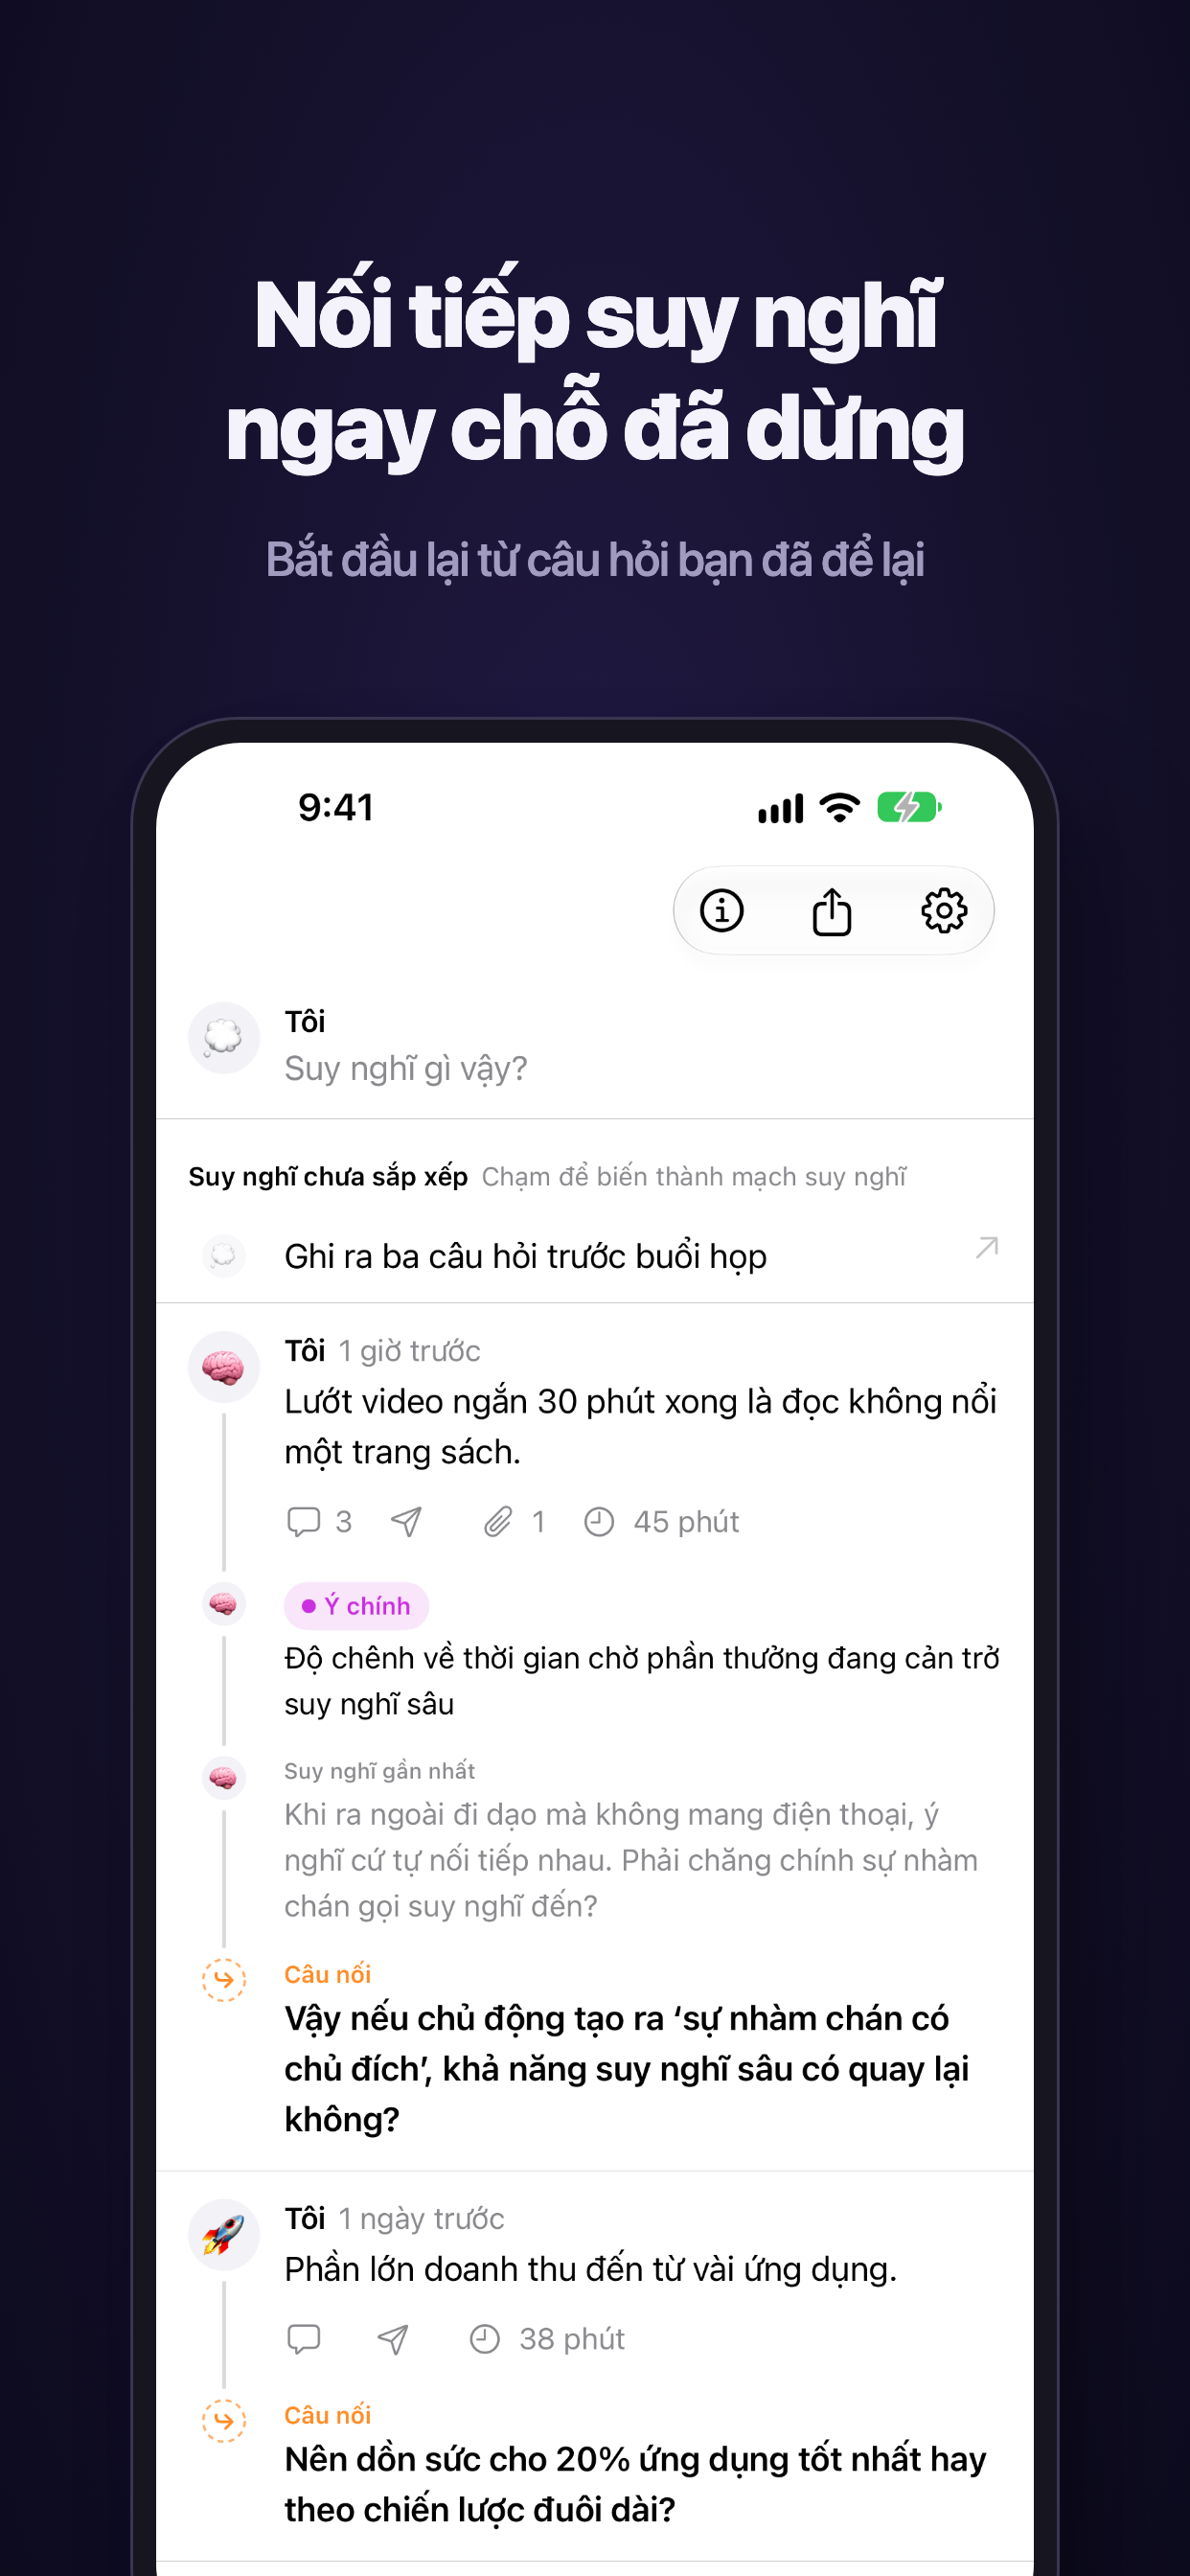 Nối tiếp suy nghĩ
ngay chỗ đã dừng
Bắt đầu lại từ câu hỏi bạn đã để lại
9:41
Tôi
Suy nghĩ gì vậy?
Suy nghĩ chưa sắp xếp Chạm để biến thành mạch suy nghĩ
Ghi ra ba câu hỏi trước buổi họp
Tôi 1 giờ trước
Lướt video ngắn 30 phút xong là đọc không nổi
một trang sách.
3 1 45 phút
Ý chính
Độ chênh về thời gian chờ phần thưởng đang cản trở
suy nghĩ sâu
Suy nghĩ gần nhất
Khi ra ngoài đi dạo mà không mang điện thoại, ý
nghĩ cứ tự nối tiếp nhau. Phải chăng chính sự nhàm
chán gọi suy nghĩ đến?
Câu nối
Vậy nếu chủ động tạo ra ‘sự nhàm chán có
chủ đích’, khả năng suy nghĩ sâu có quay lại
không?
Tôi 1 ngày trước
Phần lớn doanh thu đến từ vài ứng dụng.
38 phút
Câu nối
Nên dồn sức cho 20% ứng dụng tốt nhất hay
theo chiến lược đuôi dài?